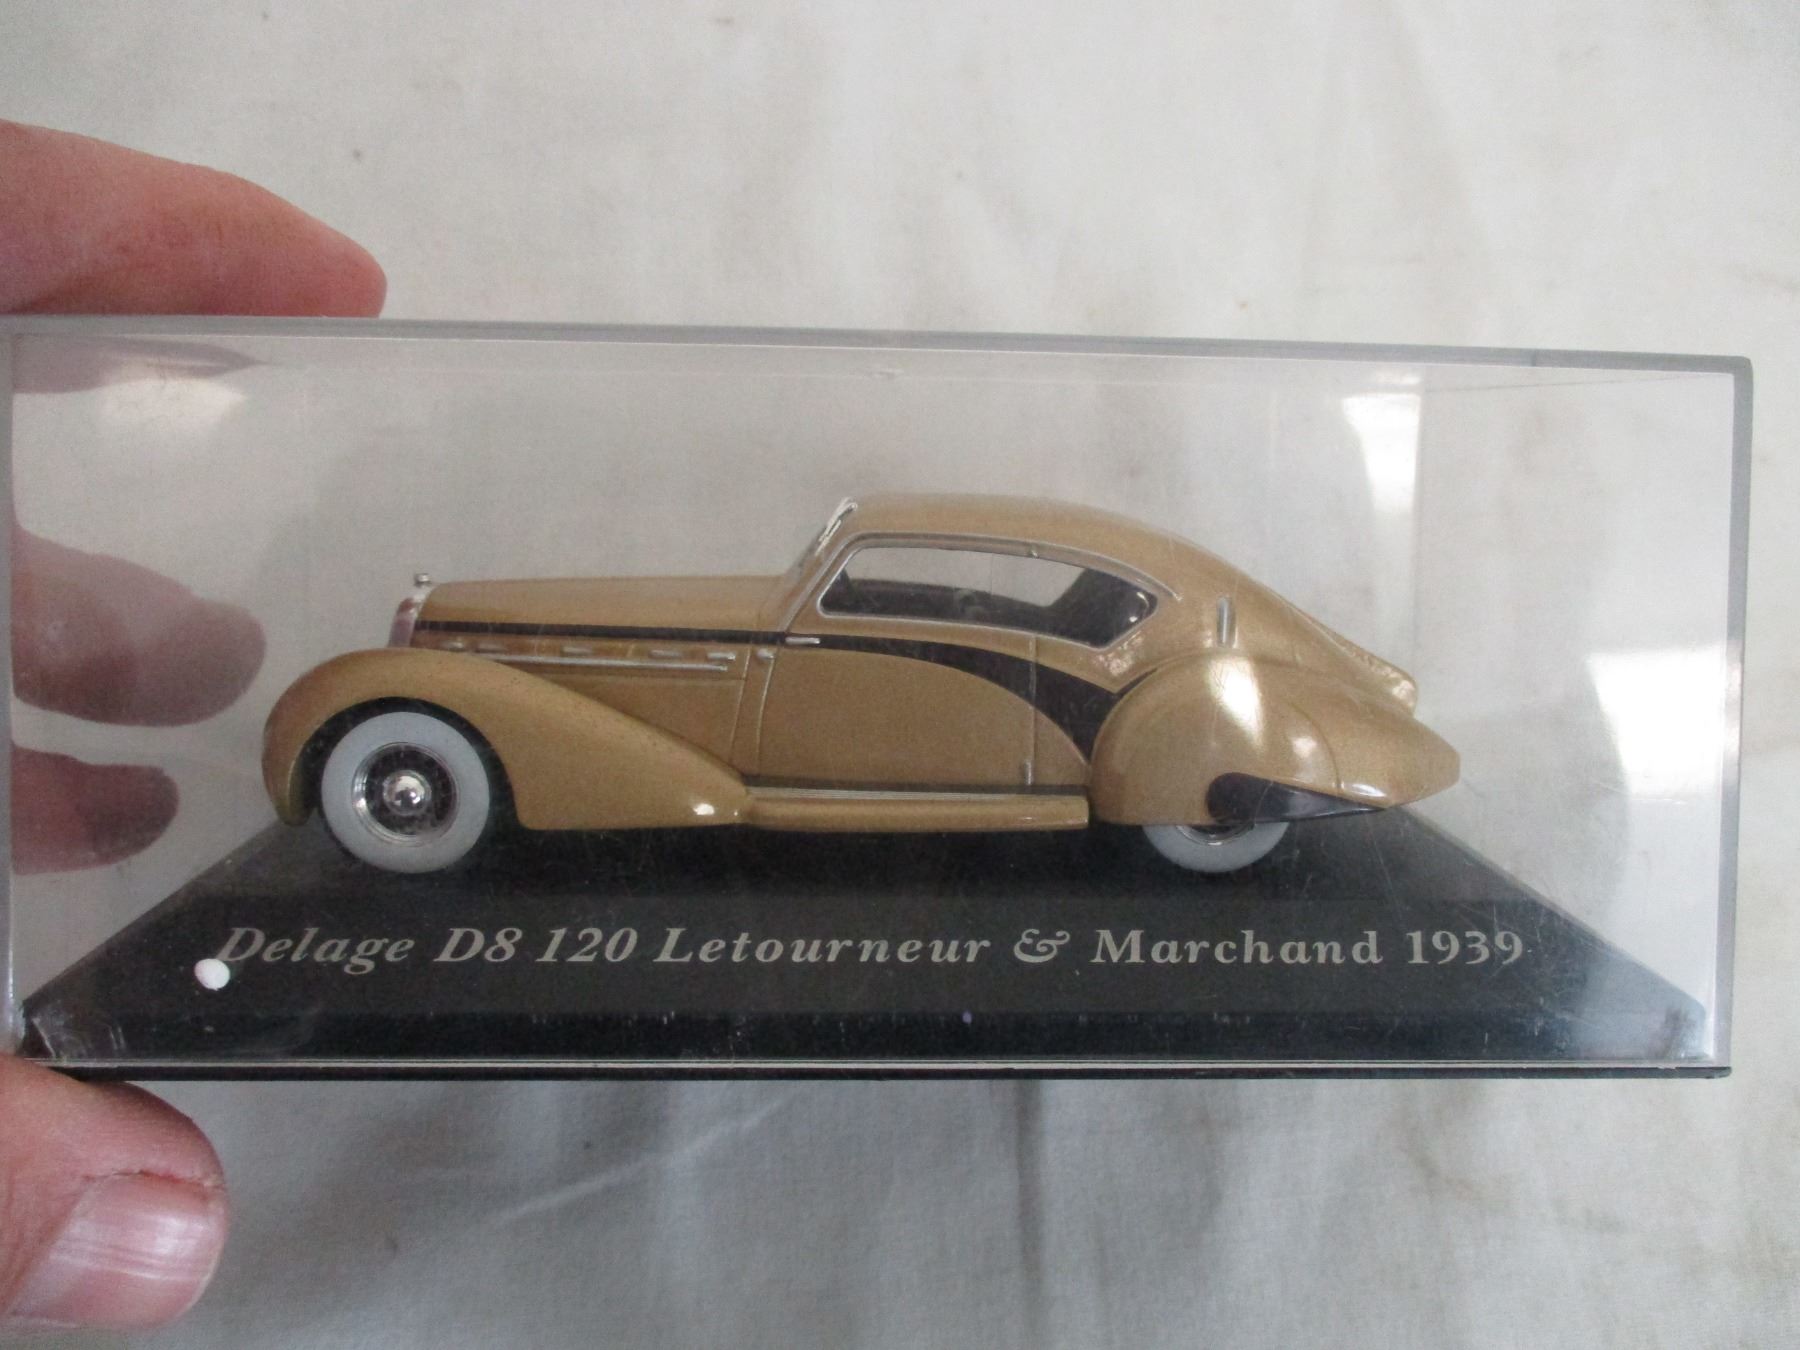 Delage D8 120 Letourneur & Marchand 1939